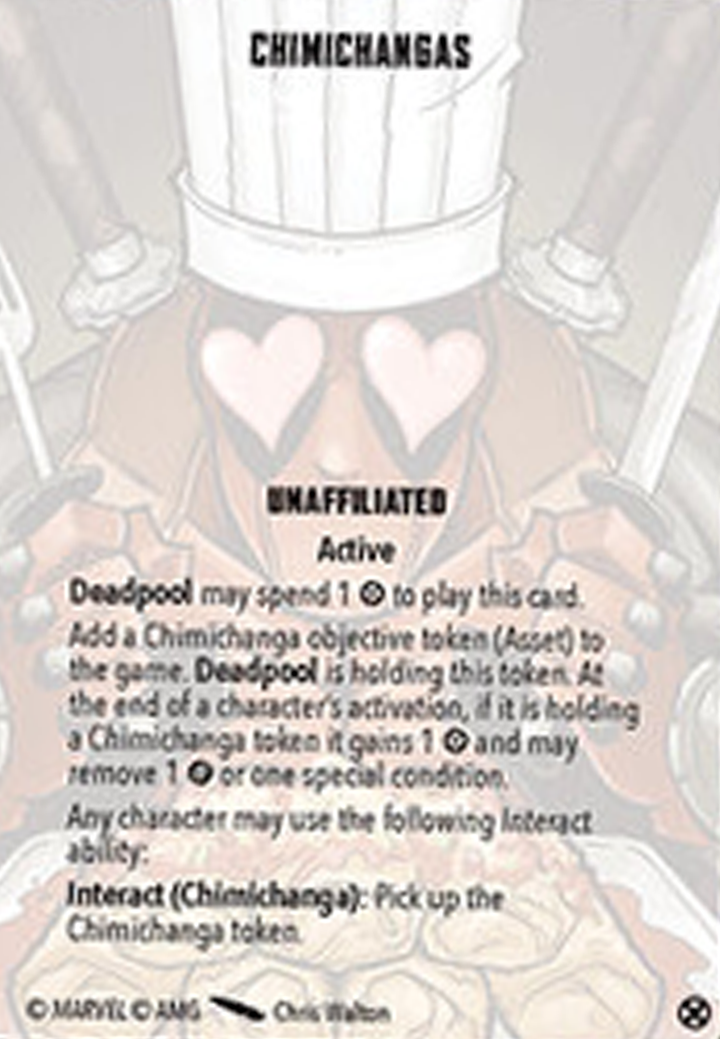 CHIMICHANGAS
UNAFFILIATED
Active
Deadpool may spend 1 to play this card.
Add a Chimichanga objective token (Asset) to
the game. Deadpool is holding this token. At
the end of a character's activation, if it is holding
a Chimichanga token it gains 1 and may
remove 1 or one special condition.
Any character may use the following Interact
ability:
Interact (Chimichanga): Pick up the
Chimichanga token.
© MARVEL © AMG Chris Walton